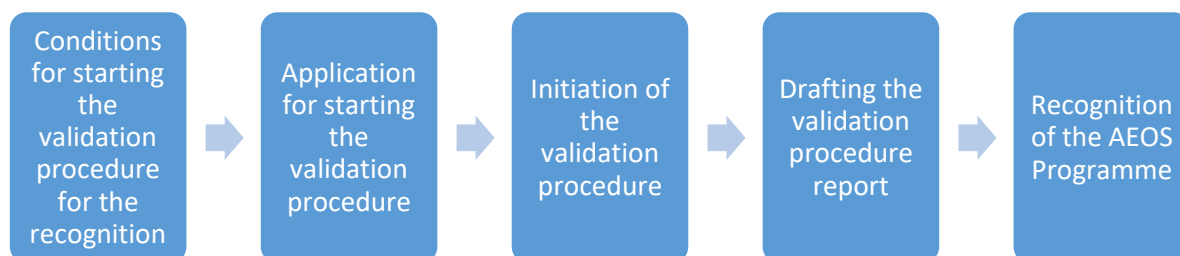 Conditions
for starting
the
validation
procedure
for the
recognition
Application
for starting
the
validation
procedure
Initiation of
the
validation
procedure
Drafting the
validation
procedure
report
Recognition
of the AEOS
Programme